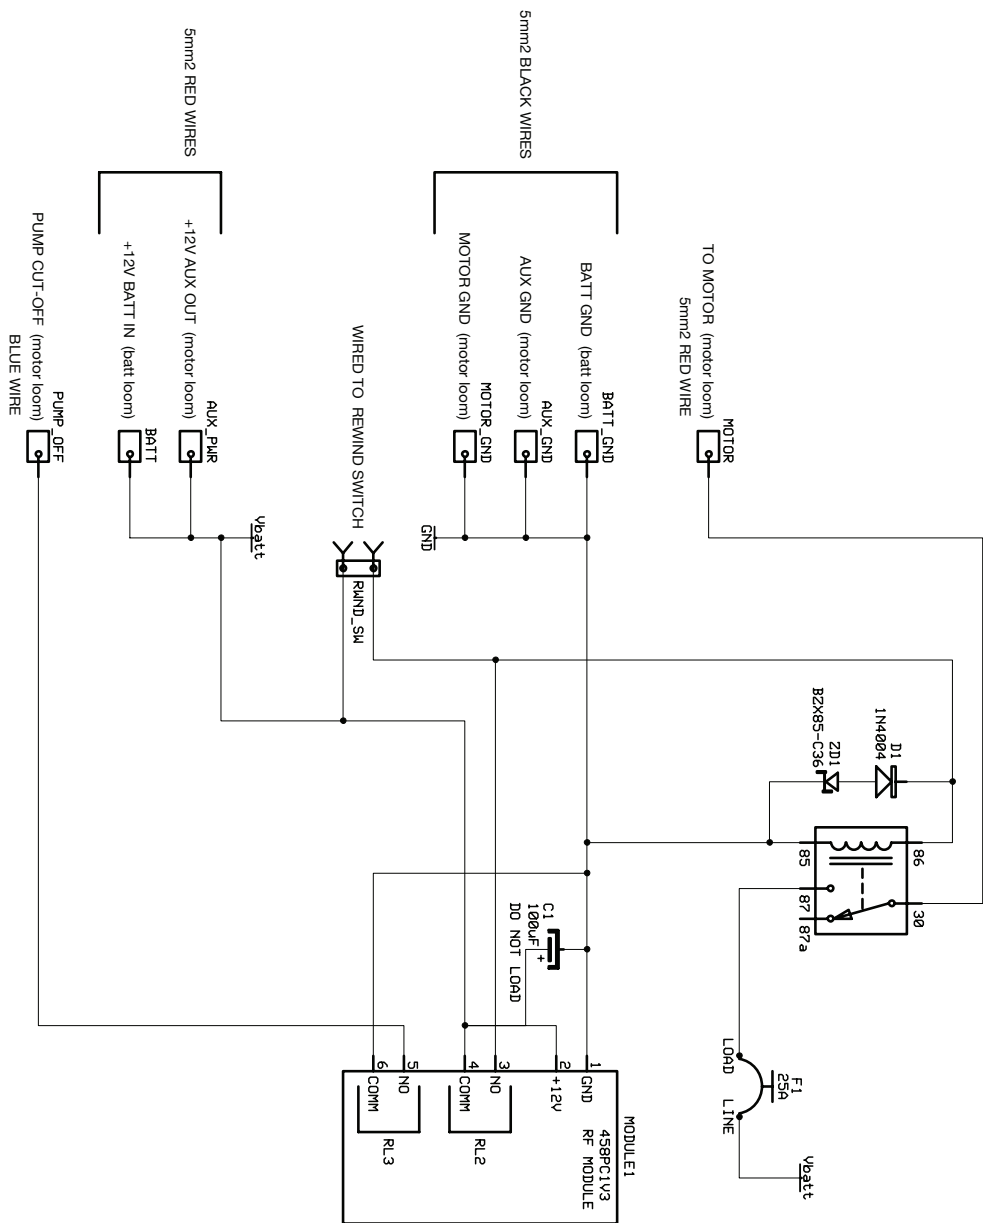 TO MOTOR (motor loom)
5mm2 RED WIRE
MOTOR
D1
1N4004
ZD1
BZX85-C36
86
30
85
87
87a
F1
25A
LOAD
LINE
Vbatt
5mm2 BLACK WIRES
BATT GND (batt loom)
BATT_GND
AUX GND (motor loom)
AUX_GND
MOTOR GND (motor loom)
MOTOR_GND
GND
C1
100uF
+
DO NOT LOAD
MODULE1
458PC1V3
RF MODULE
1
GND
2
+12V
3
NO
4
COMM
RL2
5
NO
6
COMM
RL3
WIRED TO REWIND SWITCH
RWND_SW
5mm2 RED WIRES
+12V AUX OUT (motor loom)
AUX_PWR
+12V BATT IN (batt loom)
BATT
Vbatt
PUMP CUT-OFF (motor loom)
BLUE WIRE
PUMP_OFF